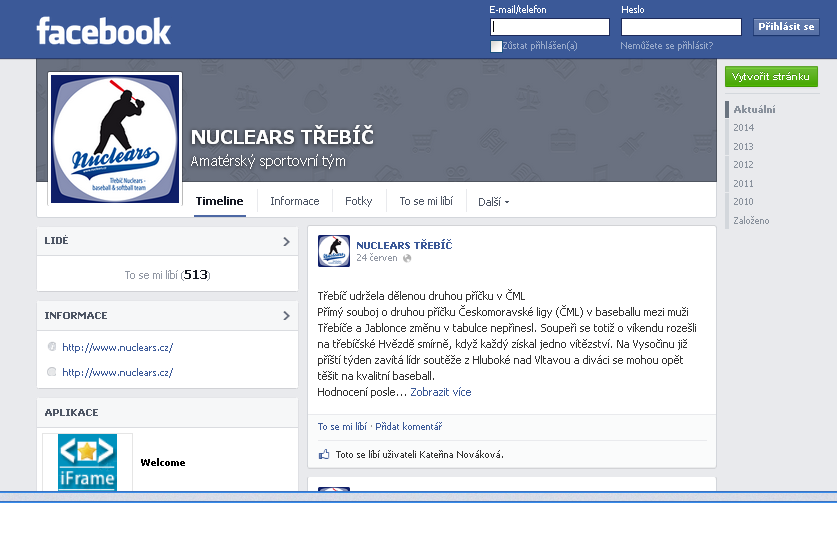 facebook
E-mail/telefon
Heslo
Přihlásit se
Zůstat přihlášen(a)
Nemůžete se přihlásit?
Vytvořit stránku
Nuclears
Třebíč Nuclears -
baseball & softball team
NUCLEARS TŘEBÍČ
Amatérský sportovní tým
Timeline
Informace
Fotky
To se mi líbí
Další
Aktuální
2014
2013
2012
2011
2010
Založeno
LIDÉ
To se mi líbí (513)
INFORMACE
http://www.nuclears.cz/
http://www.nuclears.cz/
APLIKACE
iFrame
Welcome
NUCLEARS TŘEBÍČ
24 červen
Třebíč udržela dělenou druhou příčku v ČML
Přímý souboj o druhou příčku Českomoravské ligy (ČML) v baseballu mezi muži
Třebíče a Jablonce změnu v tabulce nepřinesl. Soupeři se totiž o víkendu rozešli
na třebíčské Hvězdě smírně, když každý získal jedno vítězství. Na Vysočinu již
příští týden zavítá lídr soutěže z Hluboké nad Vltavou a diváci se mohou opět
těšit na kvalitní baseball.
Hodnocení posle... Zobrazit více
To se mi líbí · Přidat komentář
Toto se líbí uživateli Kateřina Nováková.